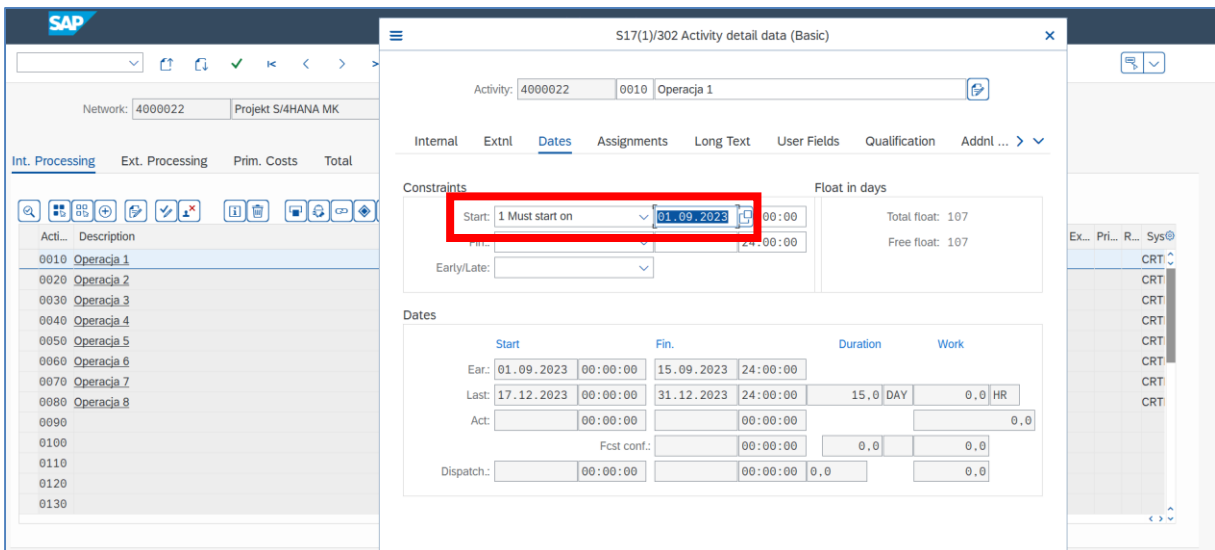 SAP
S17(1)/302 Activity detail data (Basic)
Activity: 4000022 0010 Operacja 1
Network: 4000022 Projekt S/4HANA MK
Internal Extnl Dates Assignments Long Text User Fields Qualification Addnl ...
Int. Processing Ext. Processing Prim. Costs Total
Constraints Float in days
Start: 1 Must start on 01.09.2023 00:00 Total float: 107
Fin.: 24:00:00 Free float: 107
Early/Late:
Acti... Description Ex... Pri... R... Sys
0010 Operacja 1 CRT
0020 Operacja 2 CRT
0030 Operacja 3 CRT
0040 Operacja 4 CRT
0050 Operacja 5 CRT
0060 Operacja 6 CRT
0070 Operacja 7 CRT
0080 Operacja 8 CRT
0090
0100
0110
0120
0130
Dates
Start Fin. Duration Work
Ear.: 01.09.2023 00:00:00 15.09.2023 24:00:00
Last: 17.12.2023 00:00:00 31.12.2023 24:00:00 15,0 DAY 0,0 HR
Act: 00:00:00 00:00:00 0,0
Fcst conf.: 00:00:00 0,0 0,0
Dispatch.: 00:00:00 00:00:00 0,0 0,0